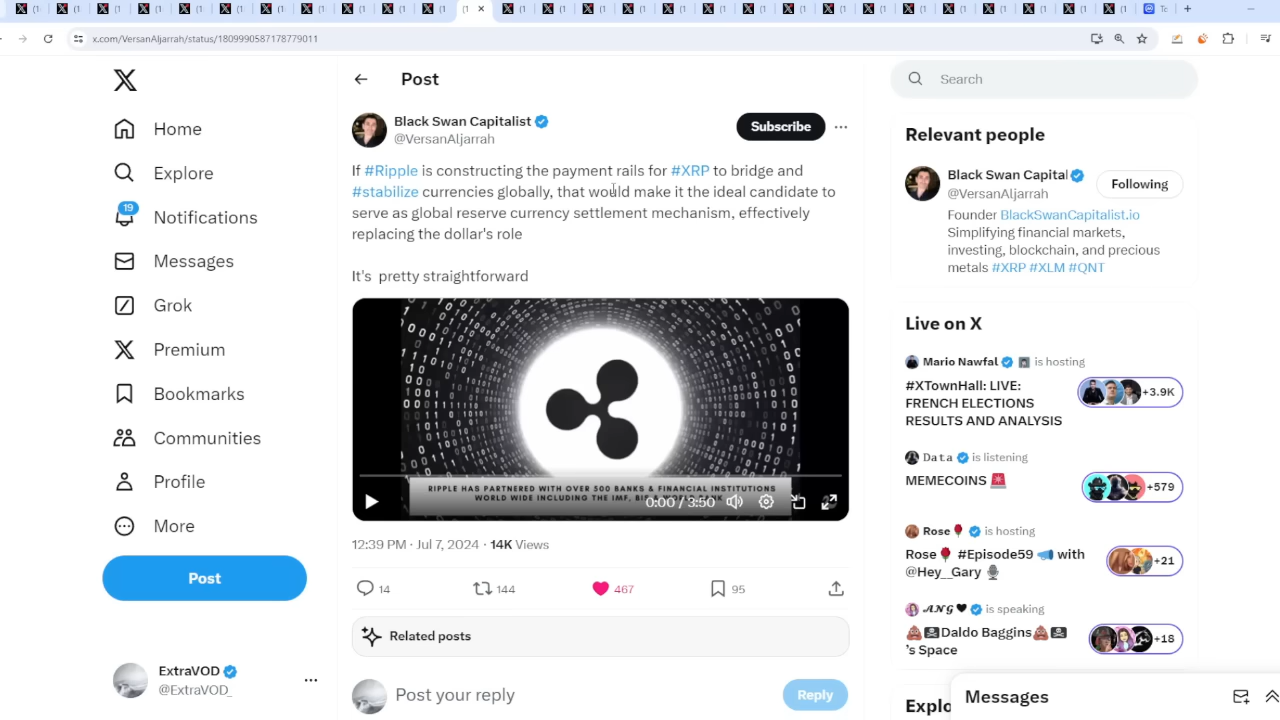 x.com/VersanAljarrah/status/1809990587178779011
Post
Search
Home
Explore
19
Notifications
Messages
Grok
Premium
Bookmarks
Communities
Profile
More
Post
ExtraVOD
@ExtraVOD_
Black Swan Capitalist
@VersanAljarrah
Subscribe
If #Ripple is constructing the payment rails for #XRP to bridge and
#stabilize currencies globally, that would make it the ideal candidate to
serve as global reserve currency settlement mechanism, effectively
replacing the dollar's role
It's pretty straightforward
RIPPLE HAS PARTNERED WITH OVER 500 BANKS & FINANCIAL INSTITUTIONS
WORLD WIDE INCLUDING THE IMF,
0:00 / 3:50
12:39 PM · Jul 7, 2024 · 14K Views
14 144 467 95
Related posts
Post your reply
Reply
Relevant people
Black Swan Capital
@VersanAljarrah
Following
Founder BlackSwanCapitalist.io
Simplifying financial markets,
investing, blockchain, and precious
metals #XRP #XLM #QNT
Live on X
Mario Nawfal is hosting
#XTownHall: LIVE:
FRENCH ELECTIONS
RESULTS AND ANALYSIS
+3.9K
Data is listening
MEMECOINS
+579
Rose is hosting
Rose #Episode59 with
@Hey__Gary
+21
ANG is speaking
Daldo Baggins
's Space
+18
Explo
Messages